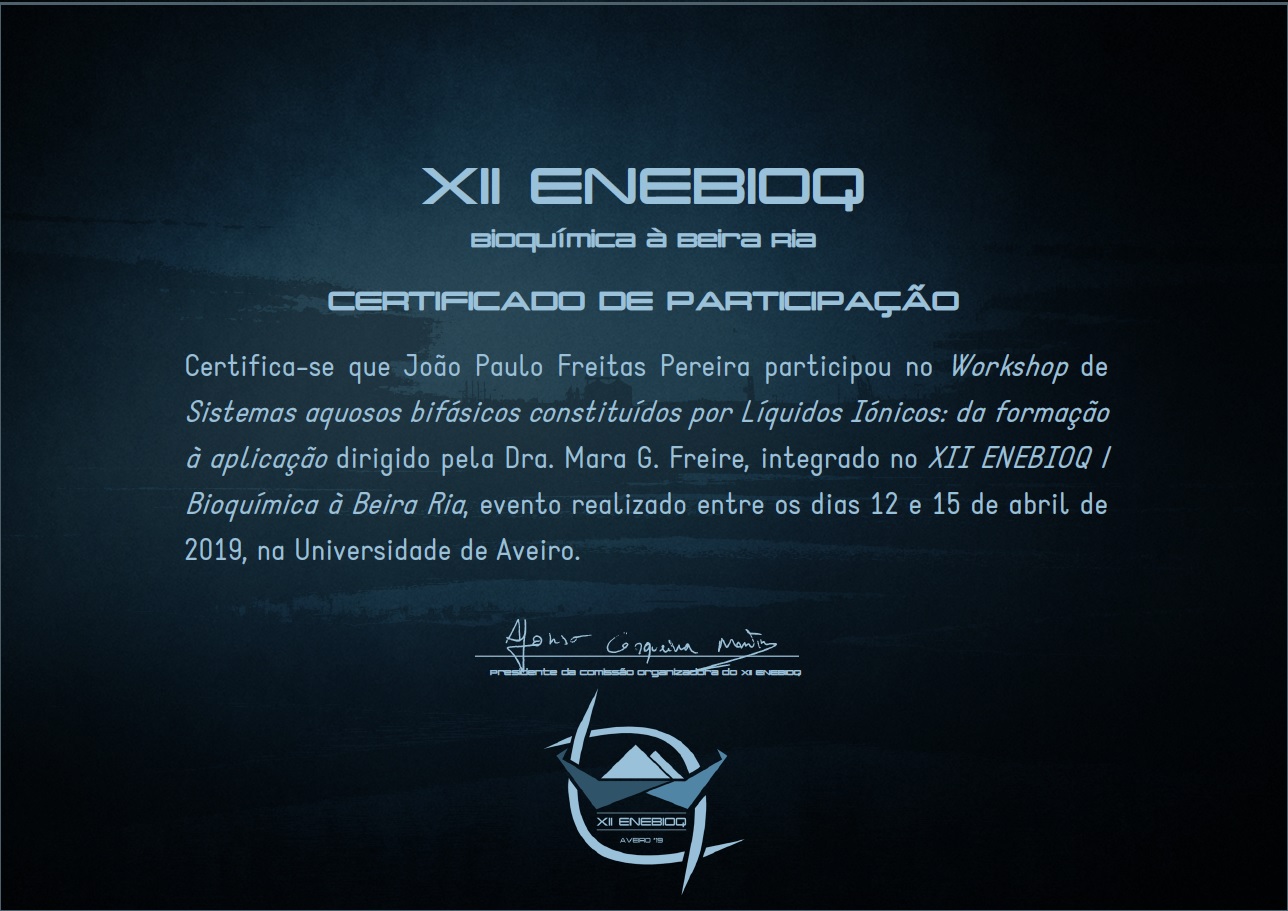 XII ENEBIOQ
Bioquímica à Beira Ria
CERTIFICADO DE PARTICIPAÇÃO
Certifica-se que João Paulo Freitas Pereira participou no Workshop de
Sistemas aquosos bifásicos constituídos por Líquidos Iónicos: da formação
à aplicação dirigido pela Dra. Mara G. Freire, integrado no XII ENEBIOQ |
Bioquímica à Beira Ria, evento realizado entre os dias 12 e 15 de abril de
2019, na Universidade de Aveiro.
Afonso Cerqueira Martins
Presidente da comissão organizadora do XII ENEBIOQ
XII ENEBIOQ
AVEIRO '19